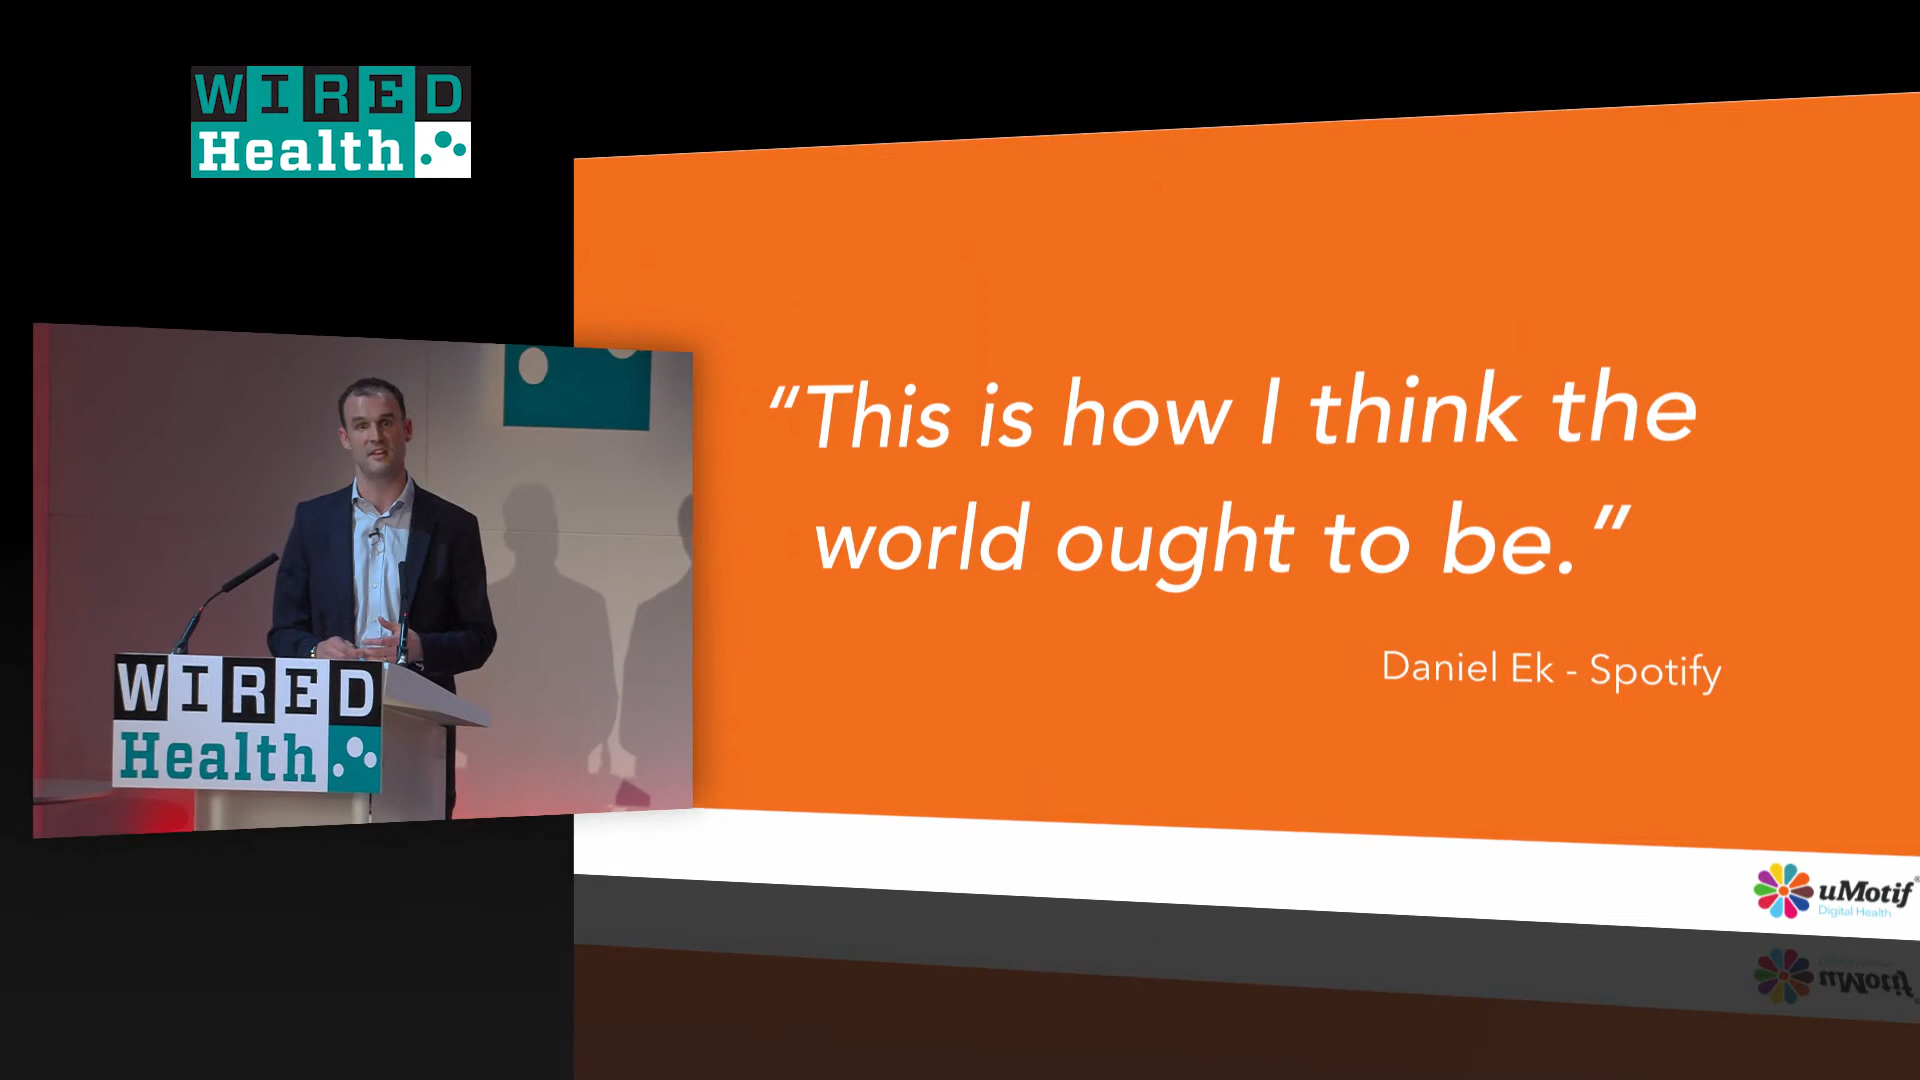 WIRED
Health
WIRED
Health
“This is how I think the
world ought to be.”
Daniel Ek - Spotify
uMotif®
Digital Health